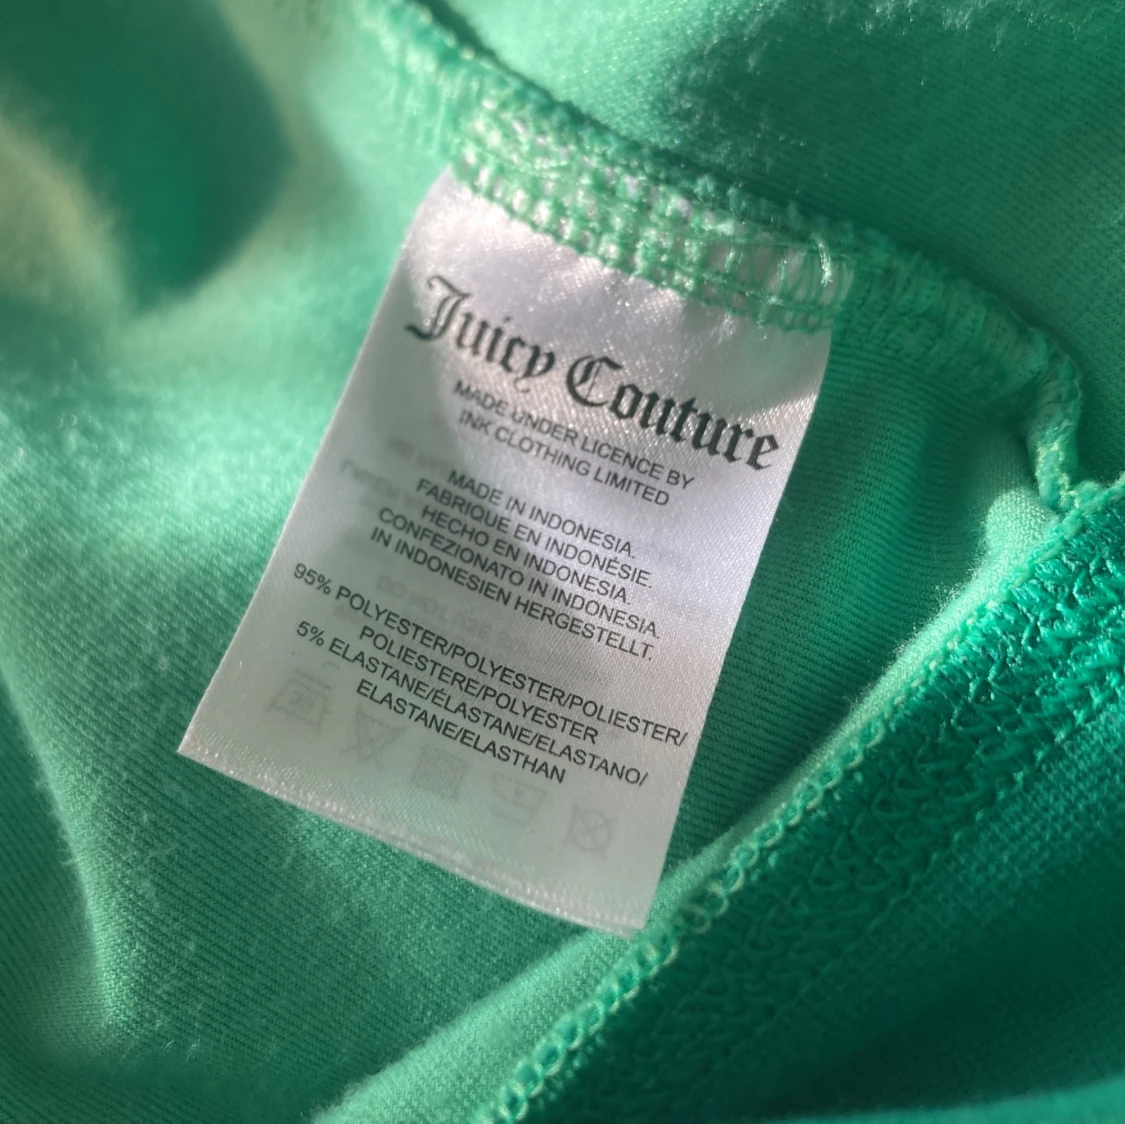 Juicy Couture
MADE UNDER LICENCE BY
INK CLOTHING LIMITED
MADE IN INDONESIA.
FABRIQUE EN INDONÉSIE.
HECHO EN INDONESIA.
CONFEZIONATO IN INDONESIA.
IN INDONESIEN HERGESTELLT.
95% POLYESTER/POLYESTER/POLIESTER/
POLIESTERE/POLYESTER
5% ELASTANE/ÉLASTANE/ELASTANO/
ELASTANE/ELASTHAN